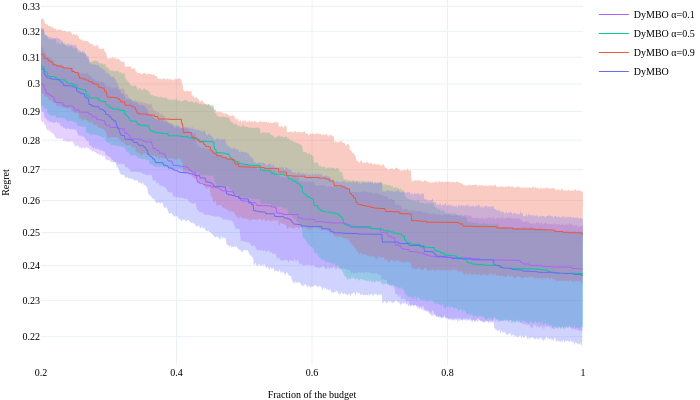 0.33
0.32
0.31
0.3
0.29
0.28
0.27
0.26
0.25
0.24
0.23
0.22
Regret
0.2 0.4 0.6 0.8 1
Fraction of the budget
DyMBO α=0.1
DyMBO α=0.5
DyMBO α=0.9
DyMBO